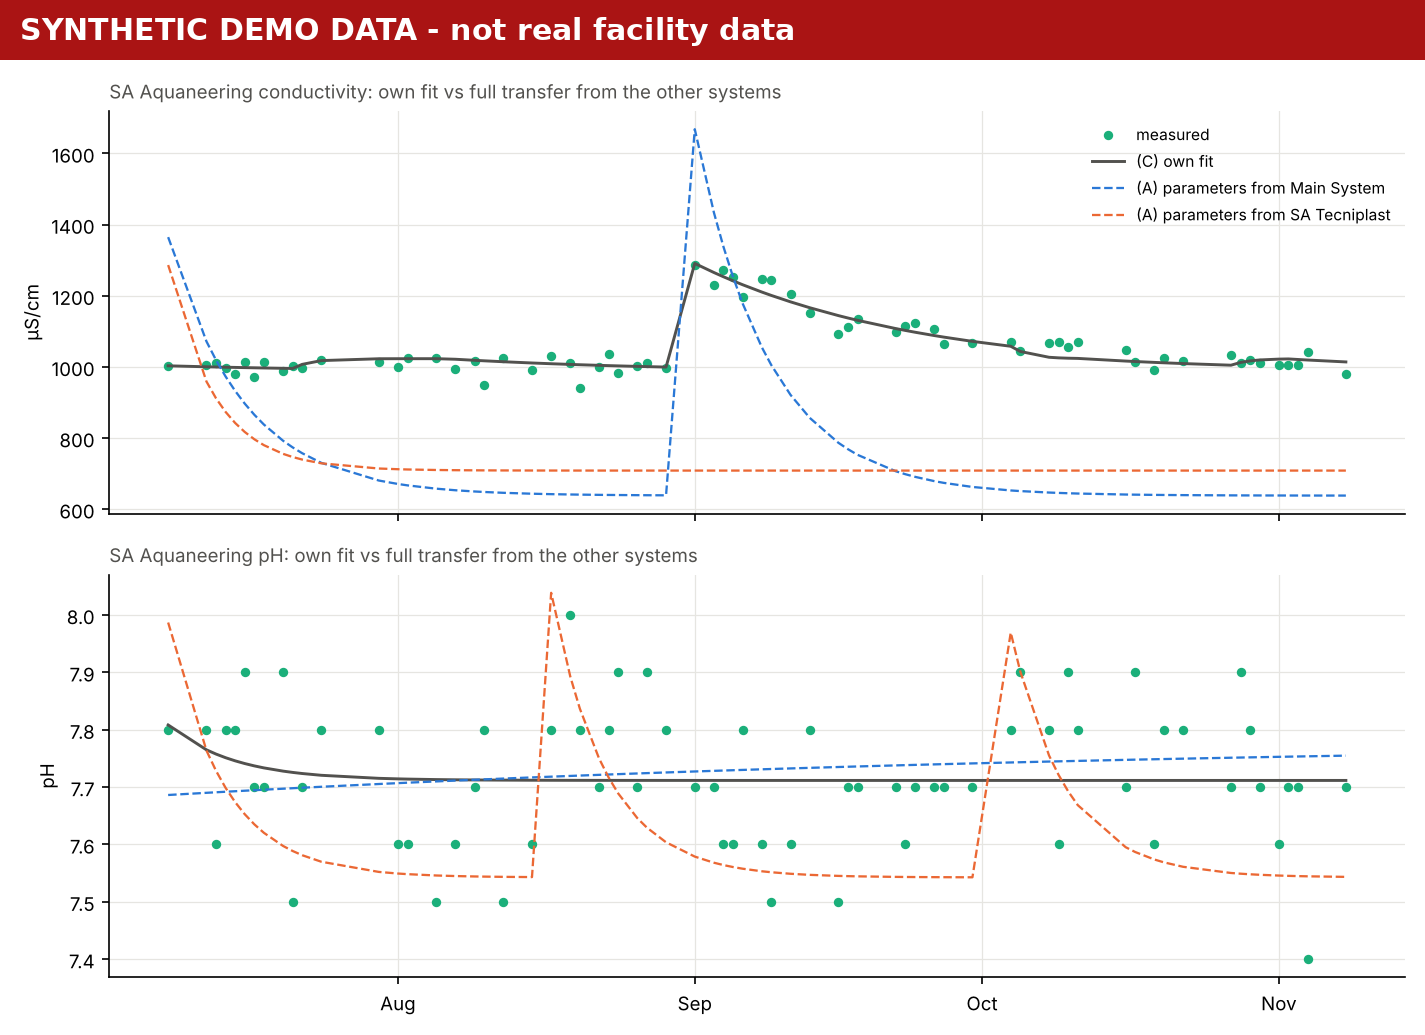 SYNTHETIC DEMO DATA - not real facility data
SA Aquaneering conductivity: own fit vs full transfer from the other systems
µS/cm
1600
1400
1200
1000
800
600
measured
(C) own fit
(A) parameters from Main System
(A) parameters from SA Tecniplast
SA Aquaneering pH: own fit vs full transfer from the other systems
pH
8.0
7.9
7.8
7.7
7.6
7.5
7.4
Aug
Sep
Oct
Nov